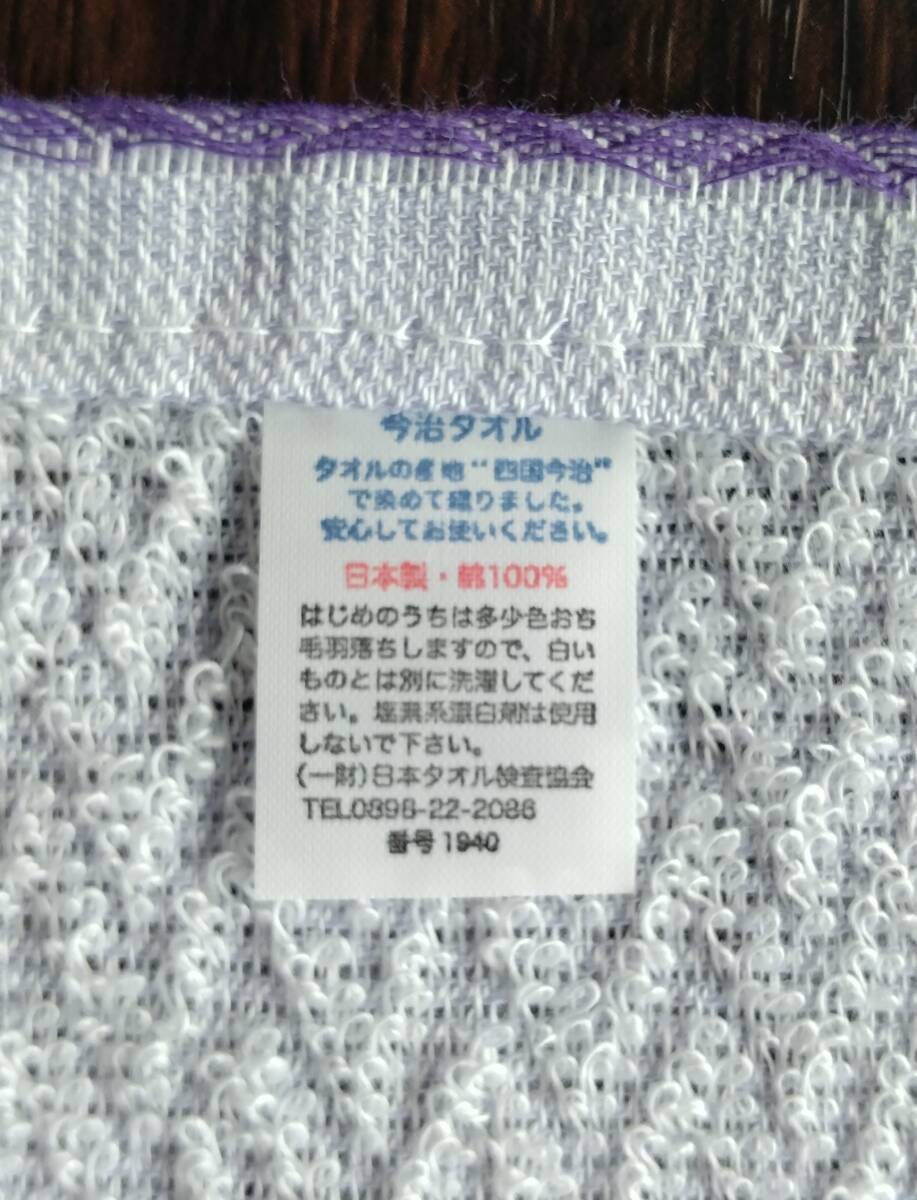 今治タオル
タオルの産地“四国今治”
で染めて織りました。
安心してお使いください。
日本製・綿100%
はじめのうちは多少色おち
毛羽落ちしますので、白い
ものとは別に洗濯してくだ
さい。塩素系漂白剤は使用
しないで下さい。
(一財)日本タオル検査協会
TEL0898-22-2086
番号1940